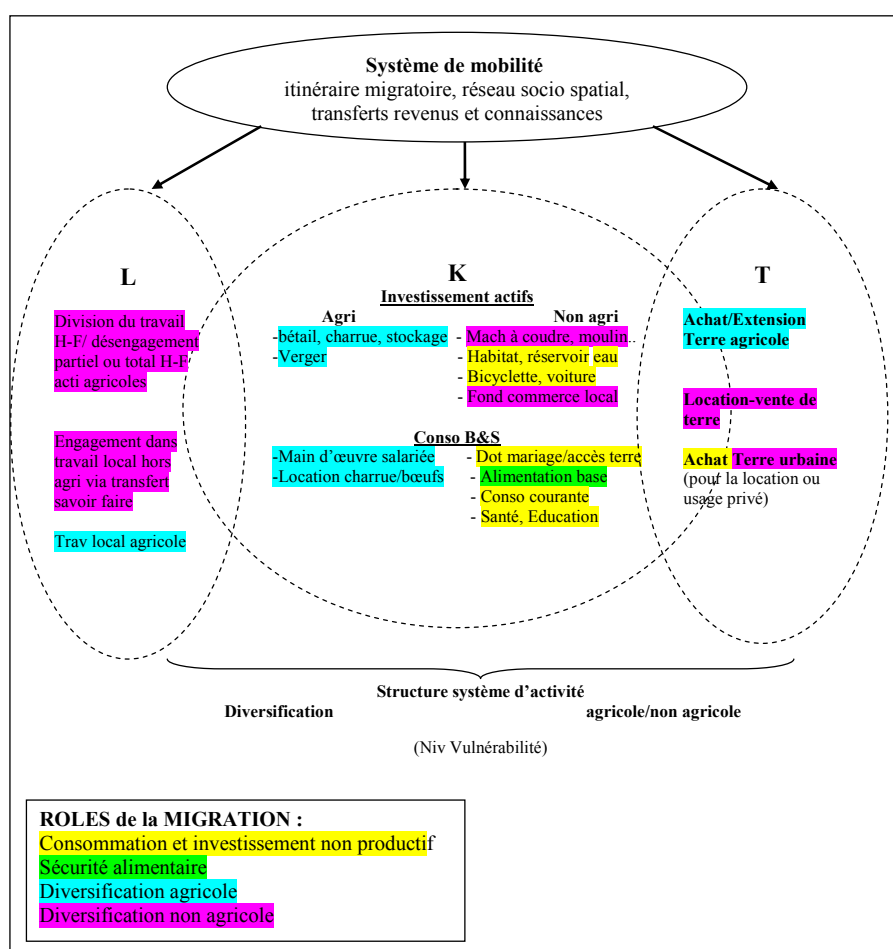 Système de mobilité
itinéraire migratoire, réseau socio spatial,
transferts revenus et connaissances
L
Division du travail
H-F/ désengagement
partiel ou total H-F
acti agricoles
Engagement dans
travail local hors
agri via transfert
savoir faire
Trav local agricole
K
Investissement actifs
Agri
-bétail, charrue, stockage
-Verger
Non agri
- Mach à coudre, moulin..
- Habitat, réservoir eau
- Bicyclette, voiture
- Fond commerce local
Conso B&S
-Main d’œuvre salariée
-Location charrue/bœufs
- Dot mariage/accès terre
- Alimentation base
- Conso courante
- Santé, Education
T
Achat/Extension
Terre agricole
Location-vente de
terre
Achat Terre urbaine
(pour la location ou
usage privé)
Structure système d’activité
Diversification agricole/non agricole
(Niv Vulnérabilité)
ROLES de la MIGRATION :
Consommation et investissement non productif
Sécurité alimentaire
Diversification agricole
Diversification non agricole